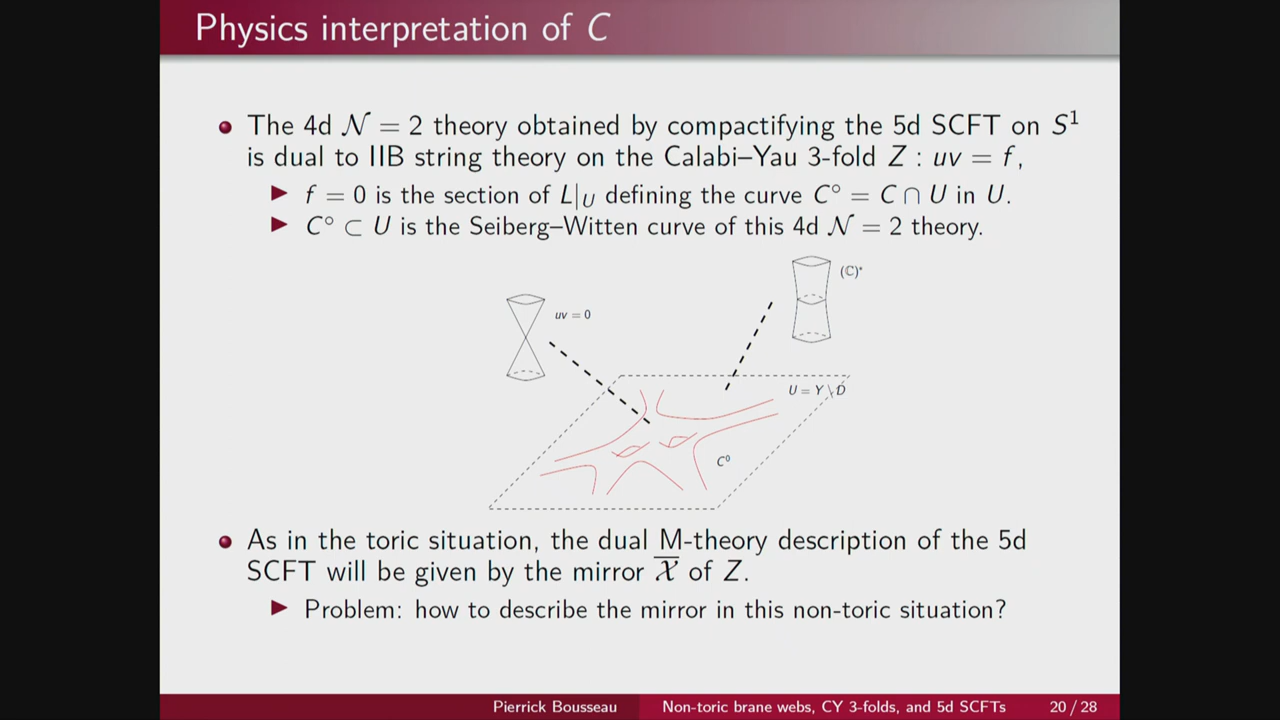 Physics interpretation of C
The 4d 𝒩 = 2 theory obtained by compactifying the 5d SCFT on S¹
is dual to IIB string theory on the Calabi–Yau 3-fold Z : uv = f,
▶ f = 0 is the section of L|_U defining the curve C° = C ∩ U in U.
▶ C° ⊂ U is the Seiberg–Witten curve of this 4d 𝒩 = 2 theory.
(ℂ)*
uv = 0
U = Y \ D
C⁰
As in the toric situation, the dual M-theory description of the 5d
SCFT will be given by the mirror 𝒳̅ of Z.
▶ Problem: how to describe the mirror in this non-toric situation?
Pierrick Bousseau Non-toric brane webs, CY 3-folds, and 5d SCFTs 20 / 28